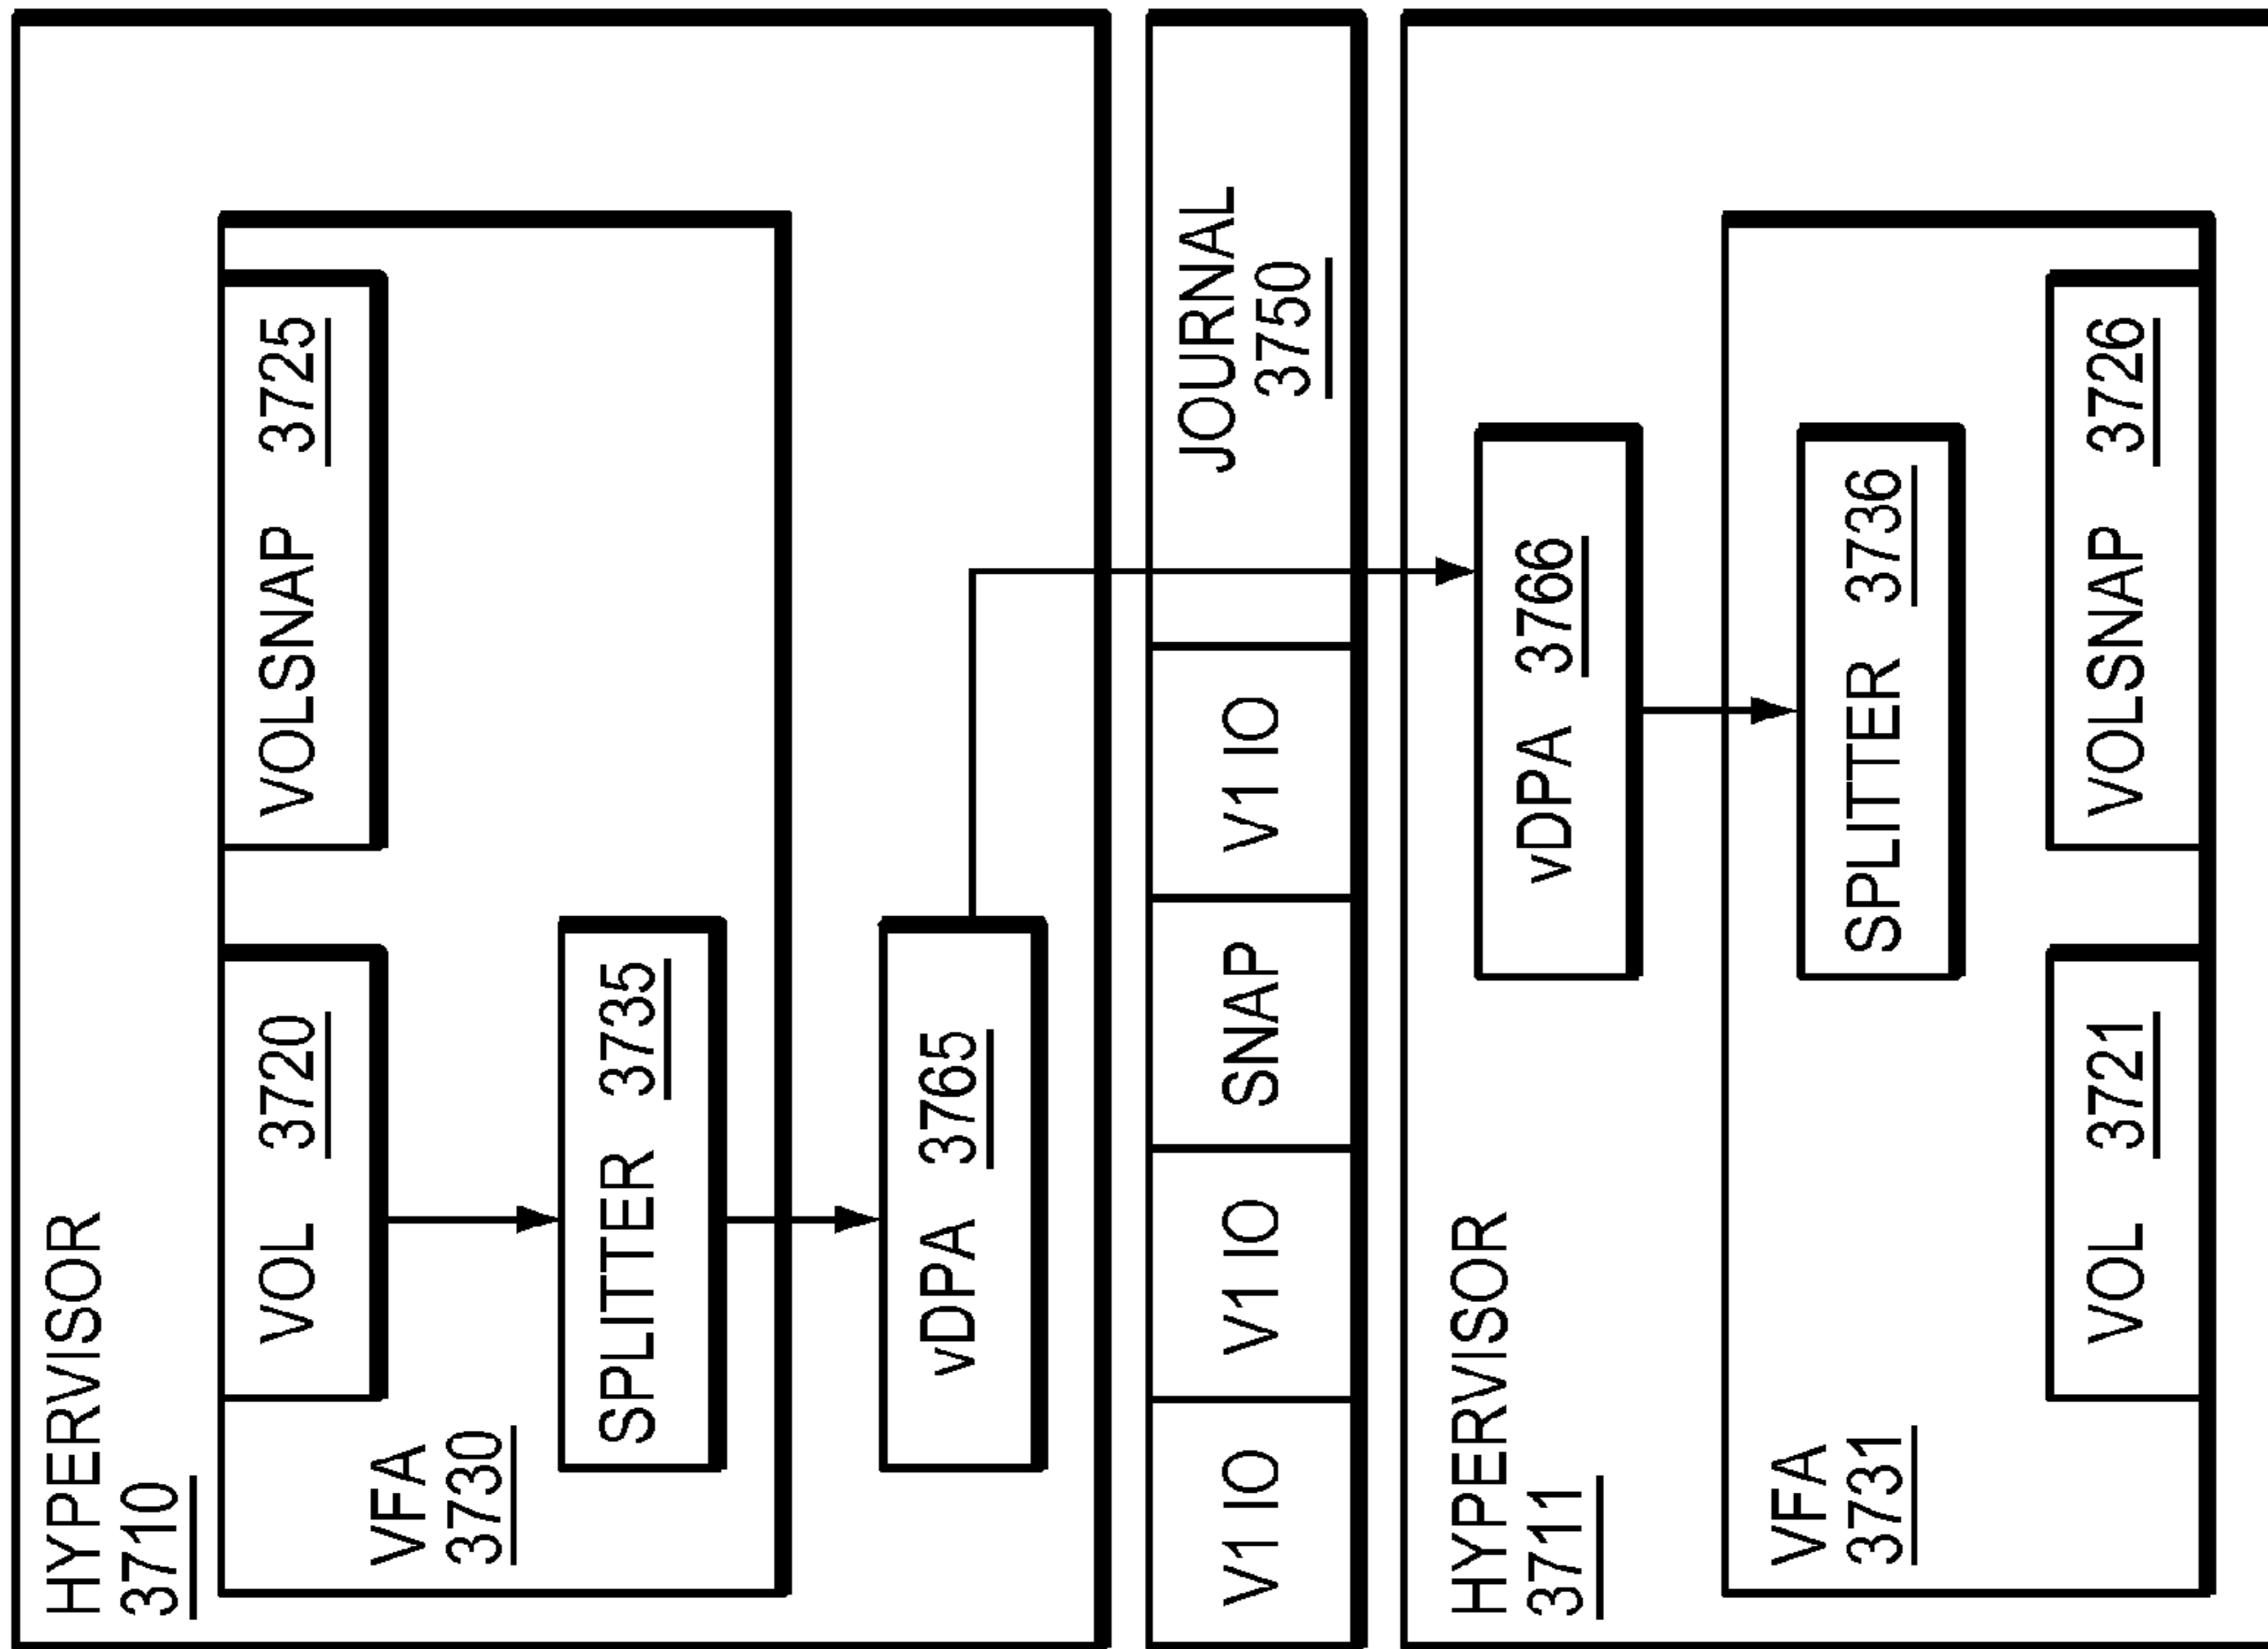 HYPERVISOR
3710
VOL 3720
VOLSNAP 3725
VFA
3730
SPLITTER 3735
vDPA 3765
V1 IO
V1 IO
SNAP
V1 IO
JOURNAL
3750
HYPERVISOR
3711
vDPA 3766
VFA
3731
SPLITTER 3736
VOL 3721
VOLSNAP 3726